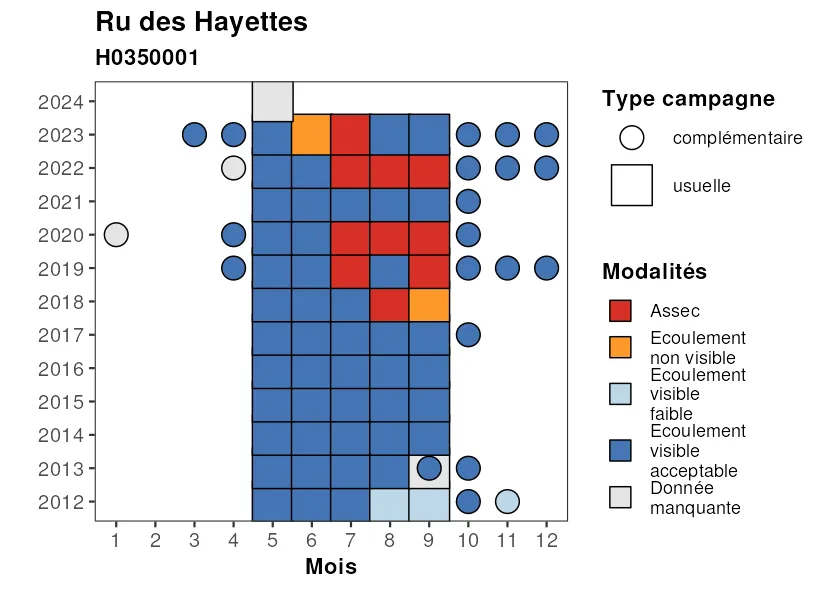 Ru des Hayettes
H0350001
2024
2023
2022
2021
2020
2019
2018
2017
2016
2015
2014
2013
2012
1 2 3 4 5 6 7 8 9 10 11 12
Mois
Type campagne
complémentaire
usuelle
Modalités
Assec
Ecoulement
non visible
Ecoulement
visible
faible
Ecoulement
visible
acceptable
Donnée
manquante